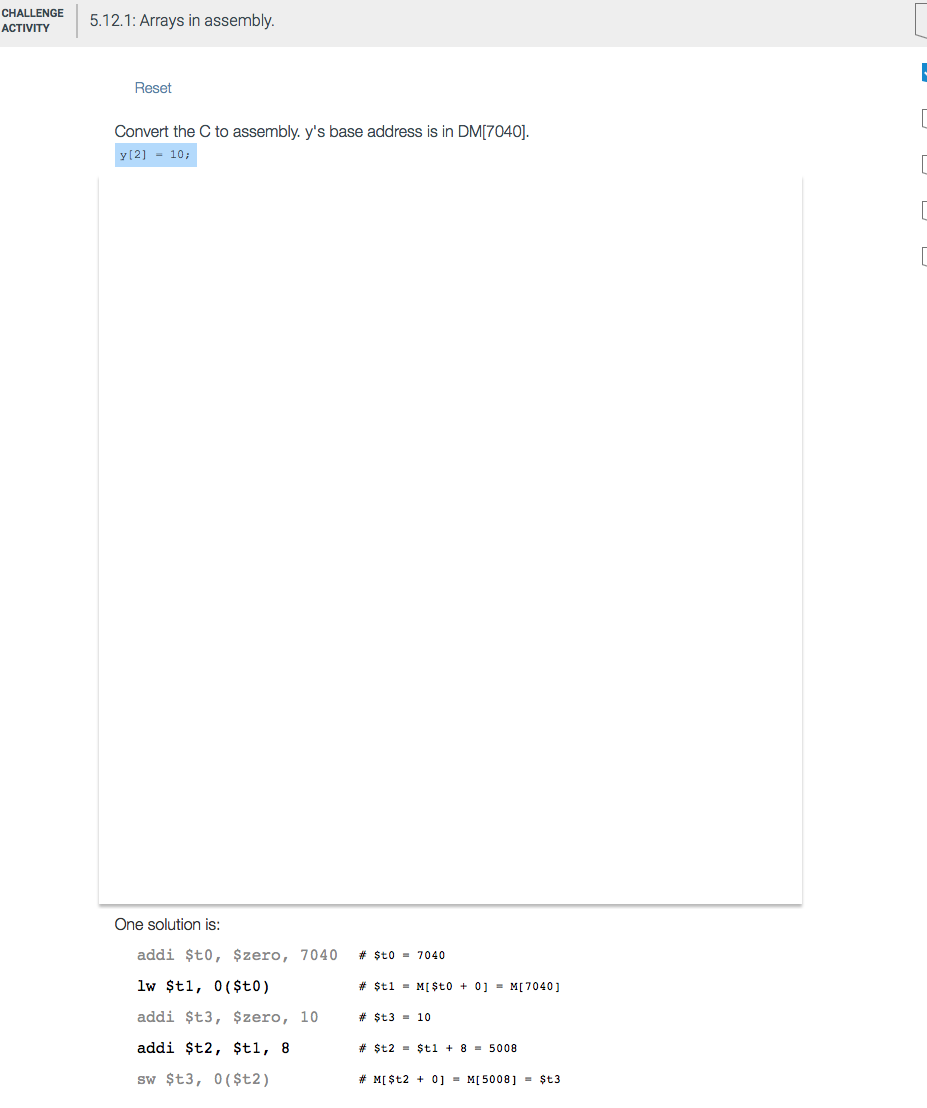 CHALLENGE ACTIVITY
5.12.1: Arrays in assembly.
Reset
Convert the C to assembly. y's base address is in DM[7040].
y[2] = 10;
One solution is:
addi $t0, $zero, 7040 # $t0 = 7040
lw $t1, 0($t0) # $t1 = M[$t0 + 0] = M[7040]
addi $t3, $zero, 10 # $t3 = 10
addi $t2, $t1, 8 # $t2 = $t1 + 8 = 5008
sw $t3, 0($t2) # M[$t2 + 0] = M[5008] = $t3